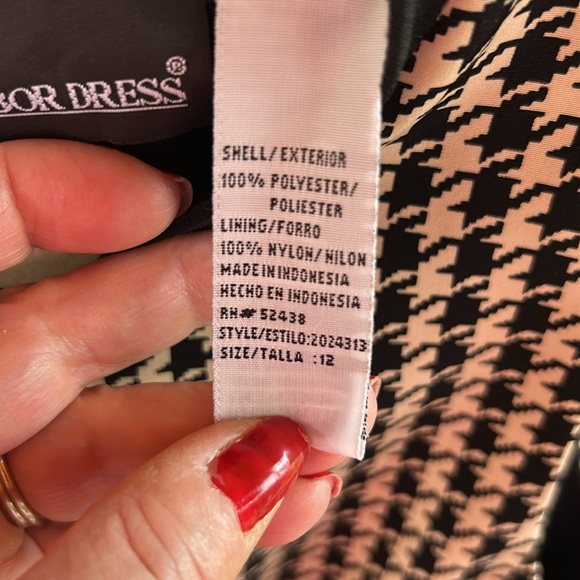 BOR DRESS®
SHELL/EXTERIOR
100% POLYESTER/
POLIESTER
LINING/FORRO
100% NYLON/NILON
MADE IN INDONESIA
HECHO EN INDONESIA
RN# 52438
STYLE/ESTILO:2024313
SIZE/TALLA :12